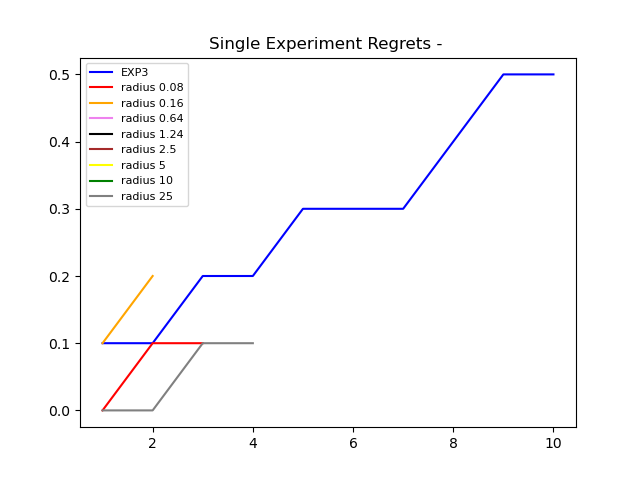 Single Experiment Regrets -
0.5
0.4
0.3
0.2
0.1
0.0
EXP3
radius 0.08
radius 0.16
radius 0.64
radius 1.24
radius 2.5
radius 5
radius 10
radius 25
2 4 6 8 10